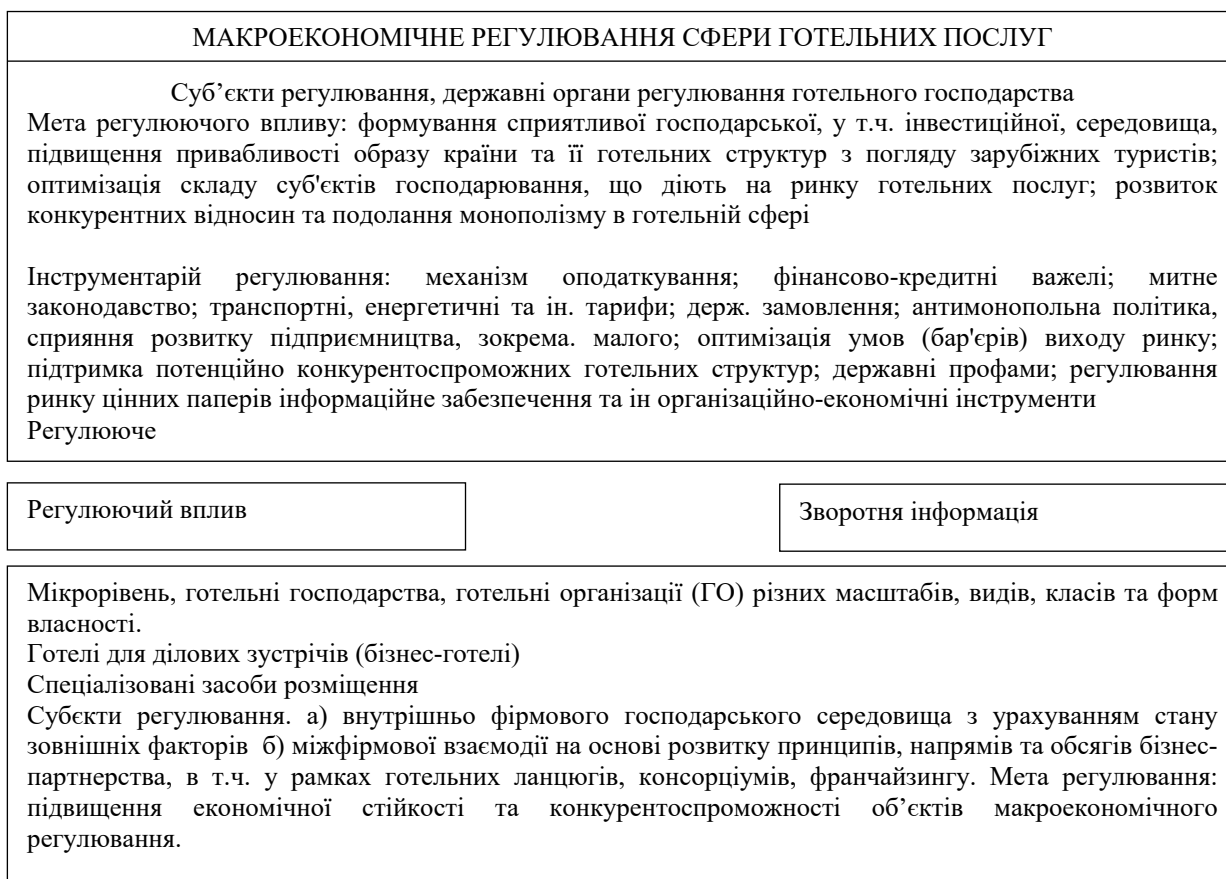 МАКРОЕКОНОМІЧНЕ РЕГУЛЮВАННЯ СФЕРИ ГОТЕЛЬНИХ ПОСЛУГ
Суб’єкти регулювання, державні органи регулювання готельного господарства
Мета регулюючого впливу: формування сприятливої господарської, у т.ч. інвестиційної, середовища,
підвищення привабливості образу країни та її готельних структур з погляду зарубіжних туристів;
оптимізація складу суб'єктів господарювання, що діють на ринку готельних послуг; розвиток
конкурентних відносин та подолання монополізму в готельній сфері
Інструментарій регулювання: механізм оподаткування; фінансово-кредитні важелі; митне
законодавство; транспортні, енергетичні та ін. тарифи; держ. замовлення; антимонопольна політика,
сприяння розвитку підприємництва, зокрема. малого; оптимізація умов (бар'єрів) виходу ринку;
підтримка потенційно конкурентоспроможних готельних структур; державні профами; регулювання
ринку цінних паперів інформаційне забезпечення та ін організаційно-економічні інструменти
Регулююче
Регулюючий вплив
Зворотня інформація
Мікрорівень, готельні господарства, готельні організації (ГО) різних масштабів, видів, класів та форм
власності.
Готелі для ділових зустрічів (бізнес-готелі)
Спеціалізовані засоби розміщення
Субєкти регулювання. а) внутрішньо фірмового господарського середовища з урахуванням стану
зовнішніх факторів б) міжфірмової взаємодії на основі розвитку принципів, напрямів та обсягів бізнес-
партнерства, в т.ч. у рамках готельних ланцюгів, консорціумів, франчайзингу. Мета регулювання:
підвищення економічної стійкості та конкурентоспроможності об’єктів макроекономічного
регулювання.